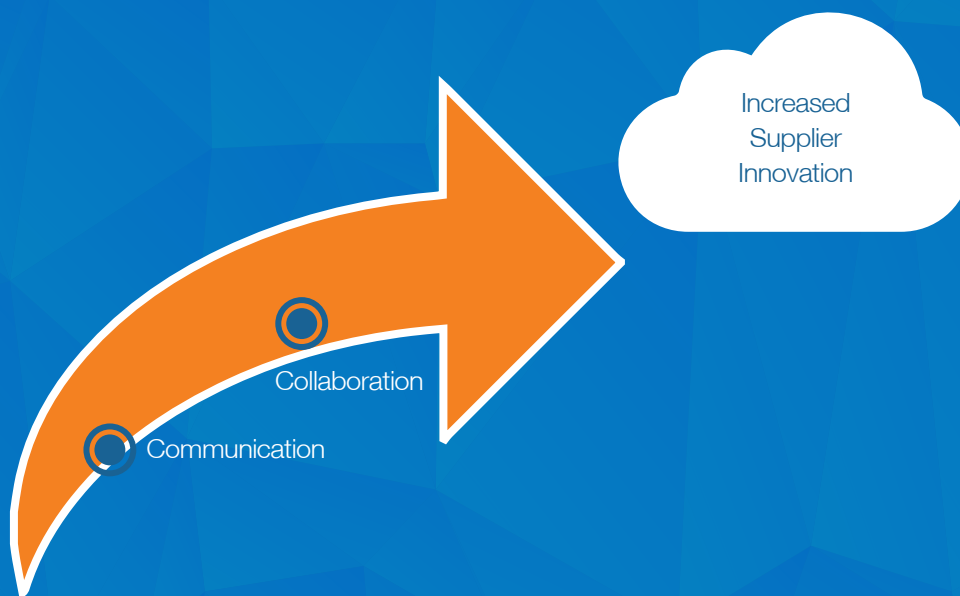 Increased
Supplier
Innovation
Collaboration
Communication